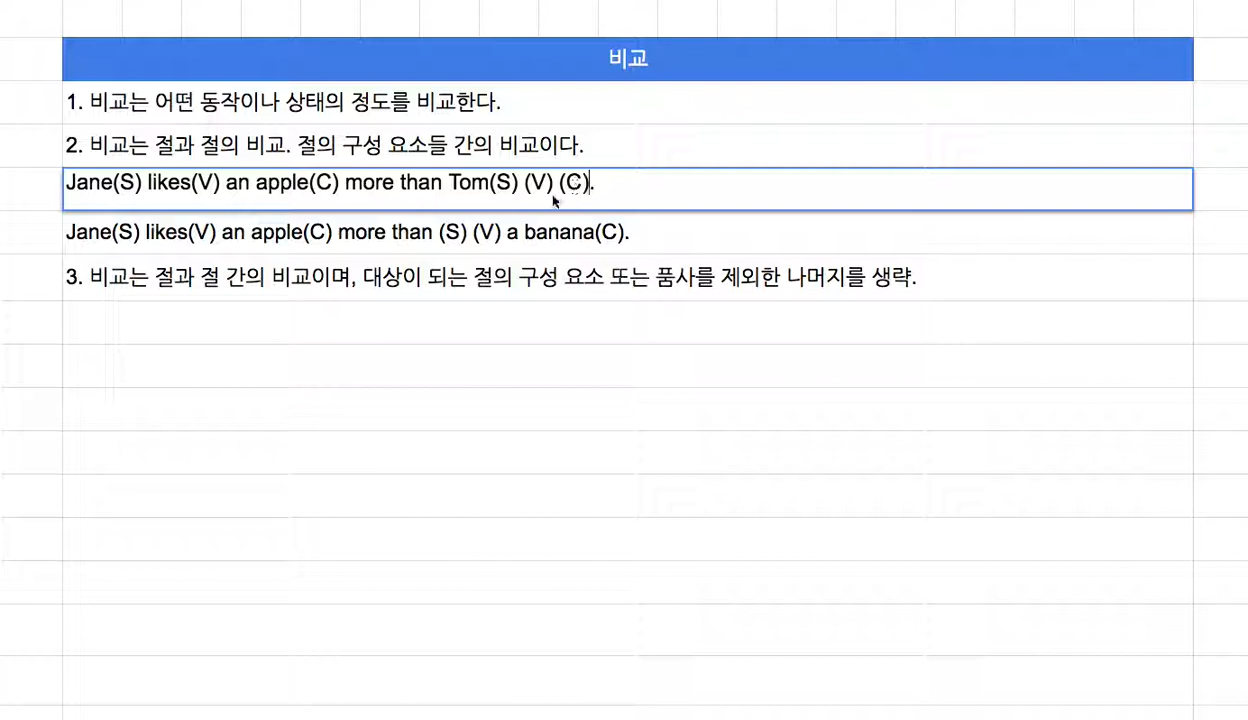 비교
1. 비교는 어떤 동작이나 상태의 정도를 비교한다.
2. 비교는 절과 절의 비교. 절의 구성 요소들 간의 비교이다.
Jane(S) likes(V) an apple(C) more than Tom(S) (V) (C).
Jane(S) likes(V) an apple(C) more than (S) (V) a banana(C).
3. 비교는 절과 절 간의 비교이며, 대상이 되는 절의 구성 요소 또는 품사를 제외한 나머지를 생략.